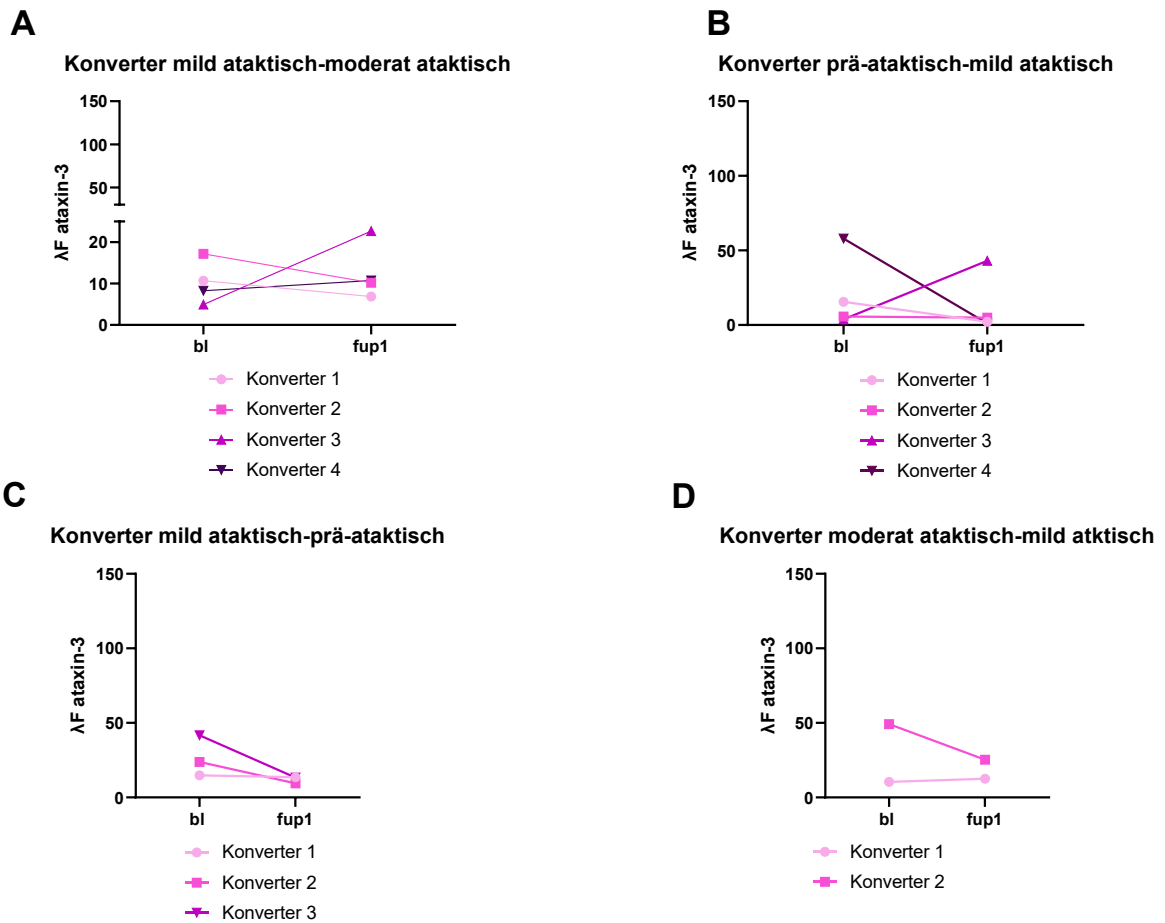 A
Konverter mild ataktisch-moderat ataktisch
150
100
50
20
10
0
λF ataxin-3
bl
fup1
Konverter 1
Konverter 2
Konverter 3
Konverter 4
B
Konverter prä-ataktisch-mild ataktisch
150
100
50
0
λF ataxin-3
bl
fup1
Konverter 1
Konverter 2
Konverter 3
Konverter 4
C
Konverter mild ataktisch-prä-ataktisch
150
100
50
0
λF ataxin-3
bl
fup1
Konverter 1
Konverter 2
Konverter 3
D
Konverter moderat ataktisch-mild atktisch
150
100
50
0
λF ataxin-3
bl
fup1
Konverter 1
Konverter 2